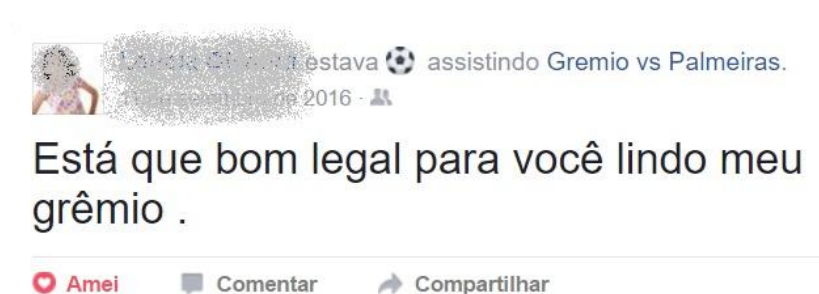 estava assistindo Gremio vs Palmeiras.
2016 ·
Está que bom legal para você lindo meu
grêmio .
Amei Comentar Compartilhar